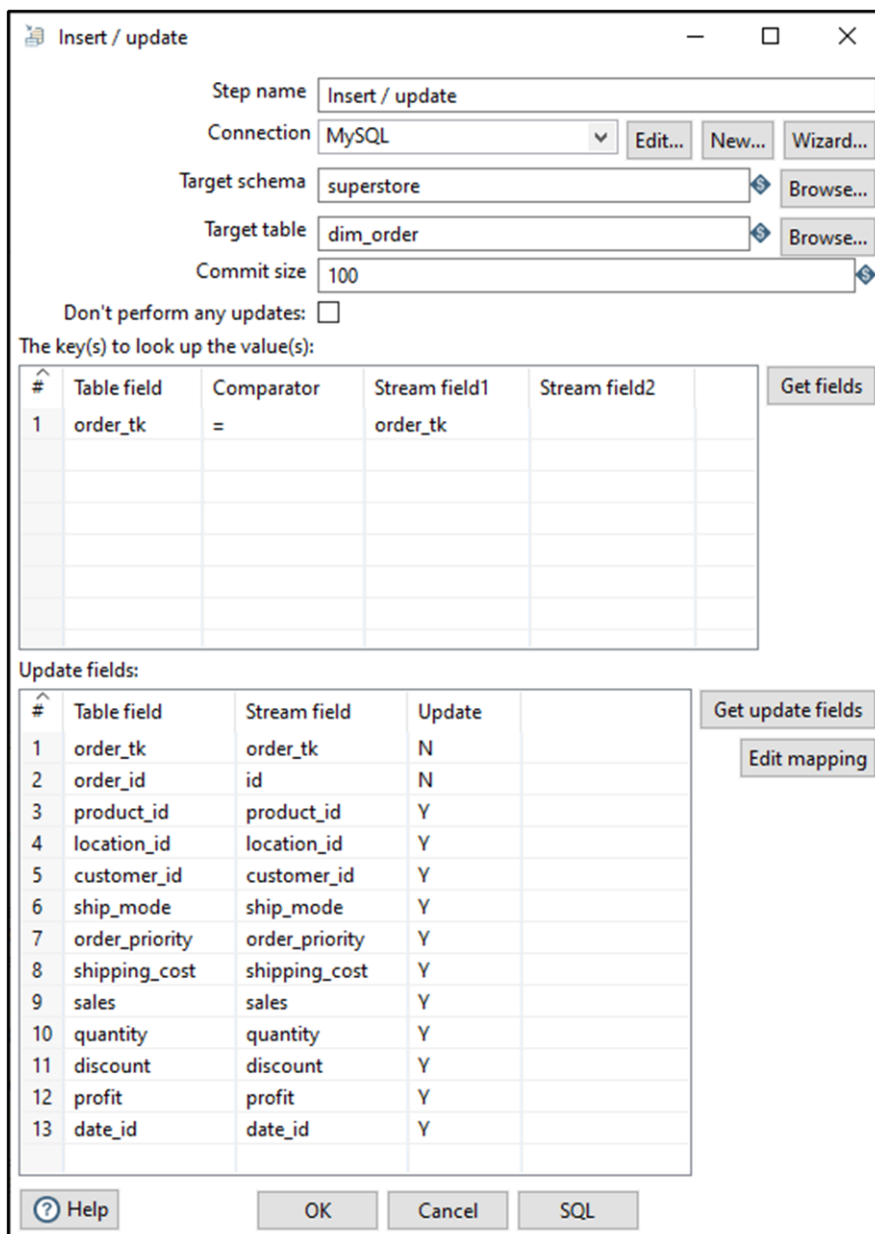 Insert / update
Step name Insert / update
Connection MySQL Edit... New... Wizard...
Target schema superstore Browse...
Target table dim_order Browse...
Commit size 100
Don't perform any updates:
The key(s) to look up the value(s):
# Table field Comparator Stream field1 Stream field2 Get fields
1 order_tk = order_tk
Update fields:
# Table field Stream field Update Get update fields
1 order_tk order_tk N
Edit mapping
2 order_id id N
3 product_id product_id Y
4 location_id location_id Y
5 customer_id customer_id Y
6 ship_mode ship_mode Y
7 order_priority order_priority Y
8 shipping_cost shipping_cost Y
9 sales sales Y
10 quantity quantity Y
11 discount discount Y
12 profit profit Y
13 date_id date_id Y
? Help OK Cancel SQL